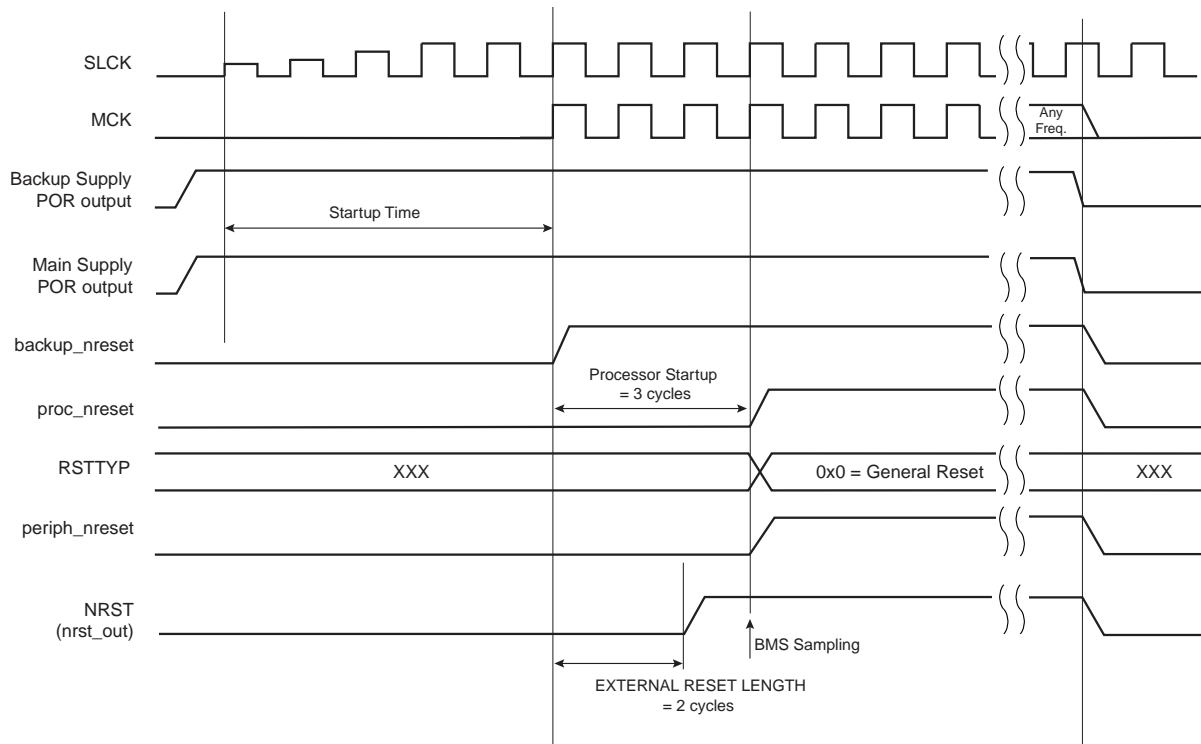 SLCK
MCK
Any
Freq.
Backup Supply
POR output
Startup Time
Main Supply
POR output
backup_nreset
Processor Startup
= 3 cycles
proc_nreset
RSTTYP
XXX
0x0 = General Reset
XXX
periph_nreset
NRST
(nrst_out)
BMS Sampling
EXTERNAL RESET LENGTH
= 2 cycles